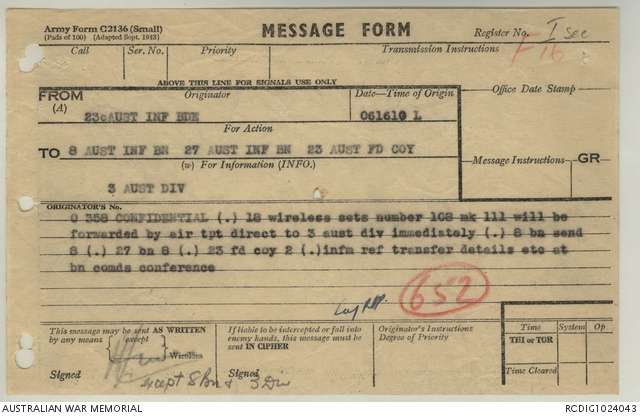 Army Form C2136 (Small)
(Pads of 100) (Adapted Sept. 1943)
MESSAGE FORM
Register No. I Sec
F 16
Call Ser. No. Priority Transmission Instructions
ABOVE THIS LINE FOR SIGNALS USE ONLY
FROM Originator Date—Time of Origin Office Date Stamp
(A) 23 AUST INF BDE 061610 L
For Action
TO 8 AUST INF BN 27 AUST INF BN 23 AUST FD COY
(w) For Information (INFO.) Message Instructions GR
3 AUST DIV
ORIGINATOR'S No.
O 358 CONFIDENTIAL (.) 18 wireless sets number 108 mk 111 will be
forwarded by air tpt direct to 3 aust div immediately (.) 8 bn send
8 (.) 27 bn 8 (.) 23 fd coy 2 (.) infm ref transfer details etc at
bn comds conference
652
This message may be sent AS WRITTEN
by any means except
Wireless
Signed
except 8 Bn & 3 Div
If liable to be intercepted or fall into
enemy hands, this message must be
sent IN CIPHER
Signed
Originator's Instructions
Degree of Priority
Time System Op
THI or TOR
Time Cleared
AUSTRALIAN WAR MEMORIAL RCDIG1024043